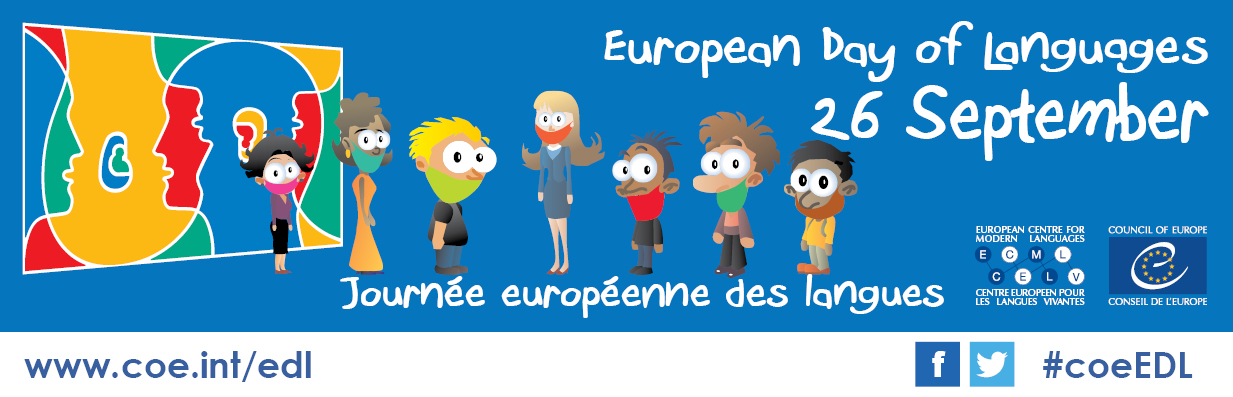 European Day of Languages
26 September
Journée européenne des langues
EUROPEAN CENTRE FOR
MODERN LANGUAGES
E C M L
C E L V
CENTRE EUROPEEN POUR
LES LANGUES VIVANTES
COUNCIL OF EUROPE
CONSEIL DE L'EUROPE
www.coe.int/edl
f
#coeEDL